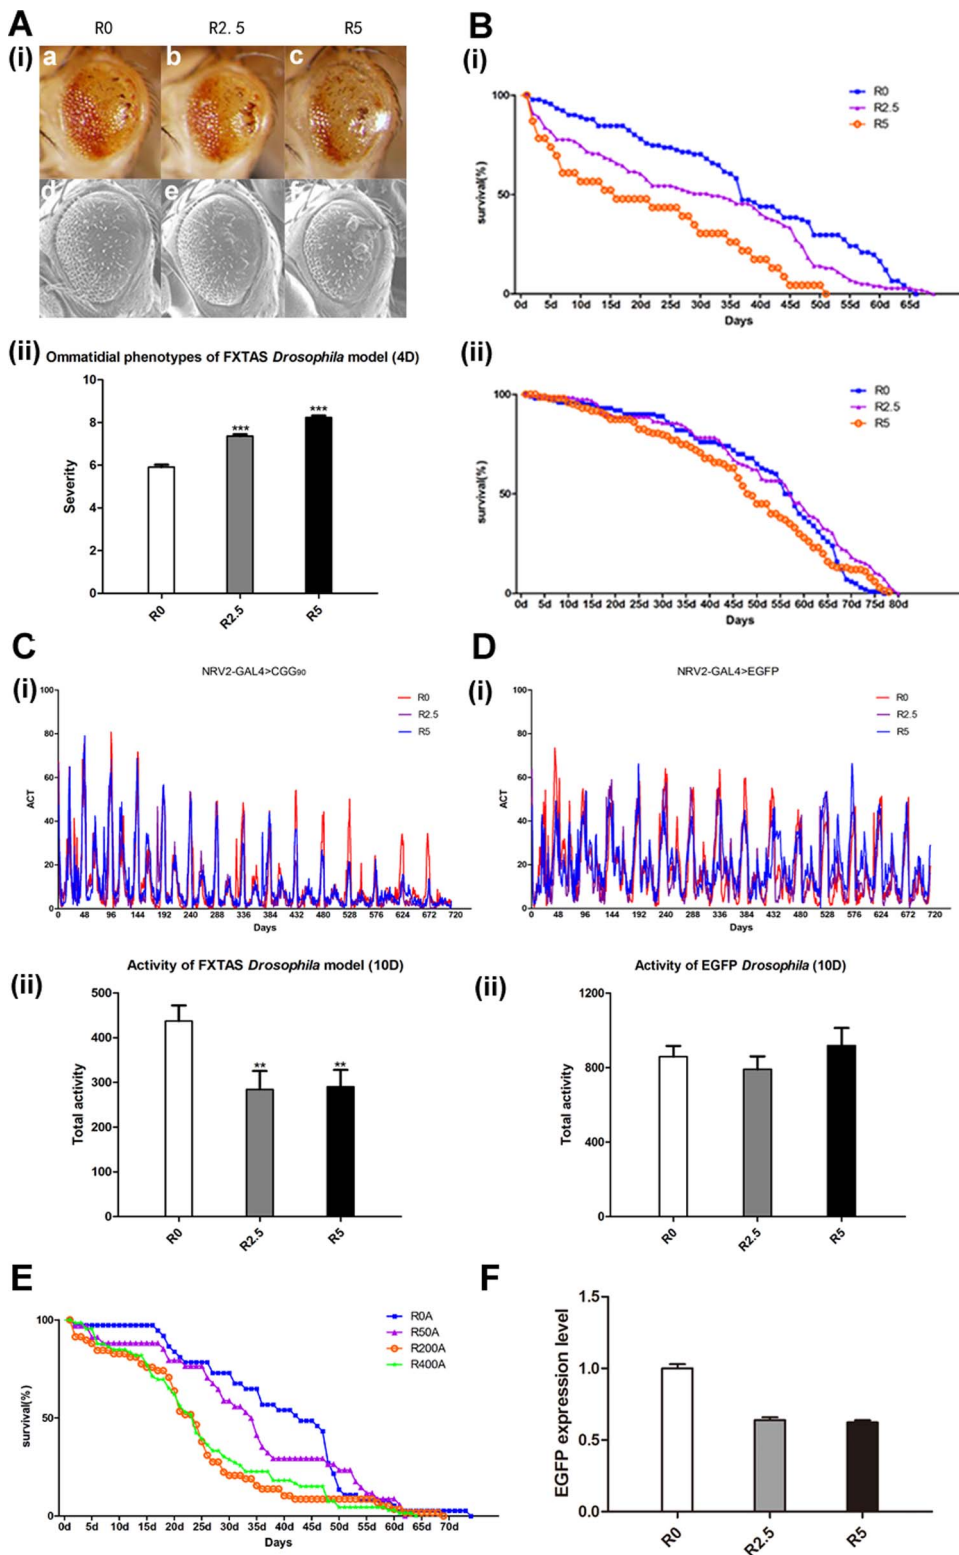 A
R0 R2.5 R5
(i)
a b c
d e f
(ii)
Ommatidial phenotypes of FXTAS Drosophila model (4D)
Severity
10
8
6
4
2
0
***
***
R0 R2.5 R5
B
(i)
R0
R2.5
R5
survival(%)
100
50
0
0d 5d 10d 15d 20d 25d 30d 35d 40d 45d 50d 55d 60d 65d
Days
(ii)
R0
R2.5
R5
survival(%)
100
50
0
0d 5d 10d 15d 20d 25d 30d 35d 40d 45d 50d 55d 60d 65d 70d 75d 80d
Days
C
NRV2-GAL4>CGG90
(i)
R0
R2.5
R5
ACT
100
80
60
40
20
0
0 48 96 144 192 240 288 336 384 432 480 528 576 624 672 720
Days
Activity of FXTAS Drosophila model (10D)
(ii)
Total activity
500
400
300
200
100
0
** **
R0 R2.5 R5
D
NRV2-GAL4>EGFP
(i)
R0
R2.5
R5
ACT
100
80
60
40
20
0
0 48 96 144 192 240 288 336 384 432 480 528 576 624 672 720
Days
Activity of EGFP Drosophila (10D)
(ii)
Total activity
1200
800
400
0
R0 R2.5 R5
E
R0A
R50A
R200A
R400A
survival(%)
100
50
0
0d 5d 10d 15d 20d 25d 30d 35d 40d 45d 50d 55d 60d 65d 70d
Days
F
EGFP expression level
1.5
1.0
0.5
0.0
R0 R2.5 R5